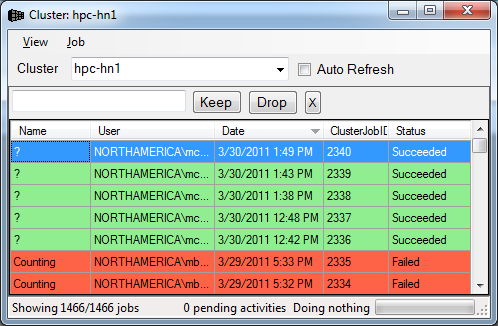 Cluster: hpc-hn1
View Job
Cluster hpc-hn1 Auto Refresh
Keep Drop X
Name User Date ClusterJobID Status
? NORTHAMERICA\mc... 3/30/2011 1:49 PM 2340 Succeeded
? NORTHAMERICA\mc... 3/30/2011 1:43 PM 2339 Succeeded
? NORTHAMERICA\mc... 3/30/2011 1:38 PM 2338 Succeeded
? NORTHAMERICA\mc... 3/30/2011 12:48 PM 2337 Succeeded
? NORTHAMERICA\mc... 3/30/2011 12:42 PM 2336 Succeeded
Counting NORTHAMERICA\mb... 3/29/2011 5:33 PM 2335 Failed
Counting NORTHAMERICA\mb... 3/29/2011 5:32 PM 2334 Failed
Showing 1466/1466 jobs 0 pending activities Doing nothing